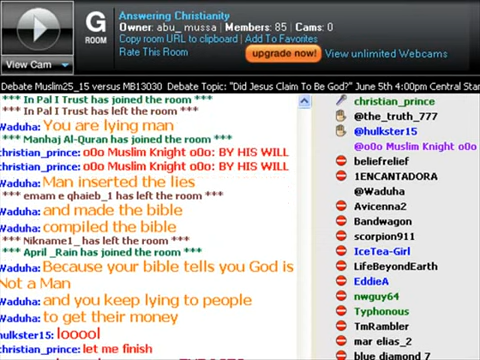 Answering Christianity
G
ROOM
Owner: abu_ mussa | Members: 85 | Cams: 0
Copy room URL to clipboard | Add To Favorites
Rate This Room
upgrade now!
View unlimited Webcams
View Cam
Debate Muslim25_15 versus MB13030 Debate Topic: "Did Jesus Claim To Be God?" June 5th 4:00pm Central Star
*** In Pal I Trust has joined the room ***
*** In Pal I Trust has left the room ***
Waduha: You are lying man
*** Manhaj Al-Quran has joined the room ***
christian_prince: o0o Muslim Knight o0o: BY HIS WILL
christian_prince: o0o Muslim Knight o0o: BY HIS WILL
Waduha: Man inserted the lies
*** emam e qhaieb_1 has left the room ***
Waduha: and made the bible
Waduha: compiled the bible
*** Nikname1_ has left the room ***
*** April _Rain has joined the room ***
Waduha: Because your bible tells you God is
Not a Man
Waduha: and you keep lying to people
Waduha: to get their money
hulkster15: looool
christian_prince: let me finish
christian_prince
@the_truth_777
@hulkster15
@o0o Muslim Knight o0o
beliefrelief
1ENCANTADORA
@Waduha
Avicenna2
Bandwagon
scorpion911
IceTea-Girl
LifeBeyondEarth
EddieA
nwguy64
Typhonous
TmRambler
mar elias_2
blue diamond 7